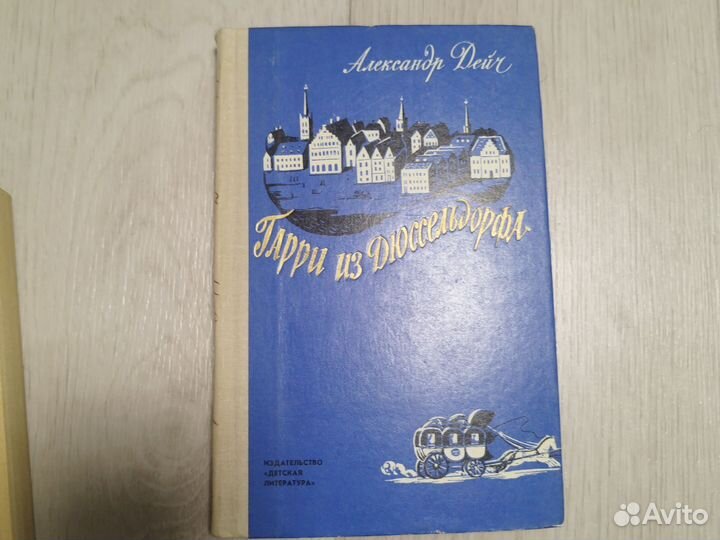 Александр Дейч
Гарри из Дюссельдорфа
ИЗДАТЕЛЬСТВО
«ДЕТСКАЯ
ЛИТЕРАТУРА»
Avito